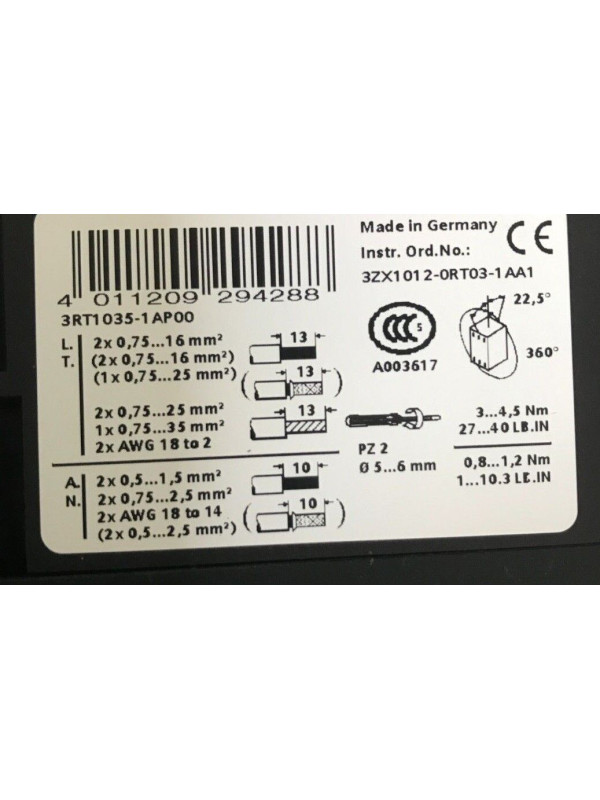 Made in Germany
Instr. Ord.No.:
3ZX1012-0RT03-1AA1
CE
4 011209 294288
3RT1035-1AP00
CCC S
A003617
22,5°
360°
L.
T.
2x 0,75...16 mm²
(2x 0,75...16 mm²)
(1x 0,75...25 mm²)
13
13
2x 0,75...25 mm²
1x 0,75...35 mm²
2x AWG 18 to 2
13
PZ 2
Ø 5...6 mm
3...4,5 Nm
27...40 LB.IN
A.
N.
2x 0,5...1,5 mm²
2x 0,75...2,5 mm²
2x AWG 18 to 14
(2x 0,5...2,5 mm²)
10
10
0,8...1,2 Nm
1...10.3 LB.IN